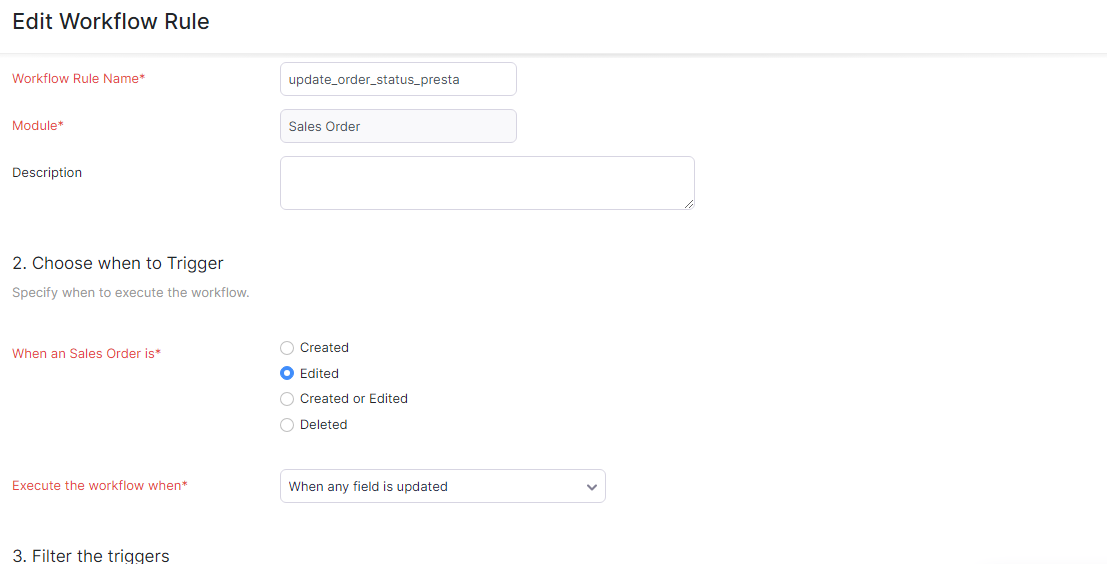 Edit Workflow Rule
Workflow Rule Name*
update_order_status_presta
Module*
Sales Order
Description
2. Choose when to Trigger
Specify when to execute the workflow.
When an Sales Order is*
Created
Edited
Created or Edited
Deleted
Execute the workflow when*
When any field is updated
3. Filter the triggers